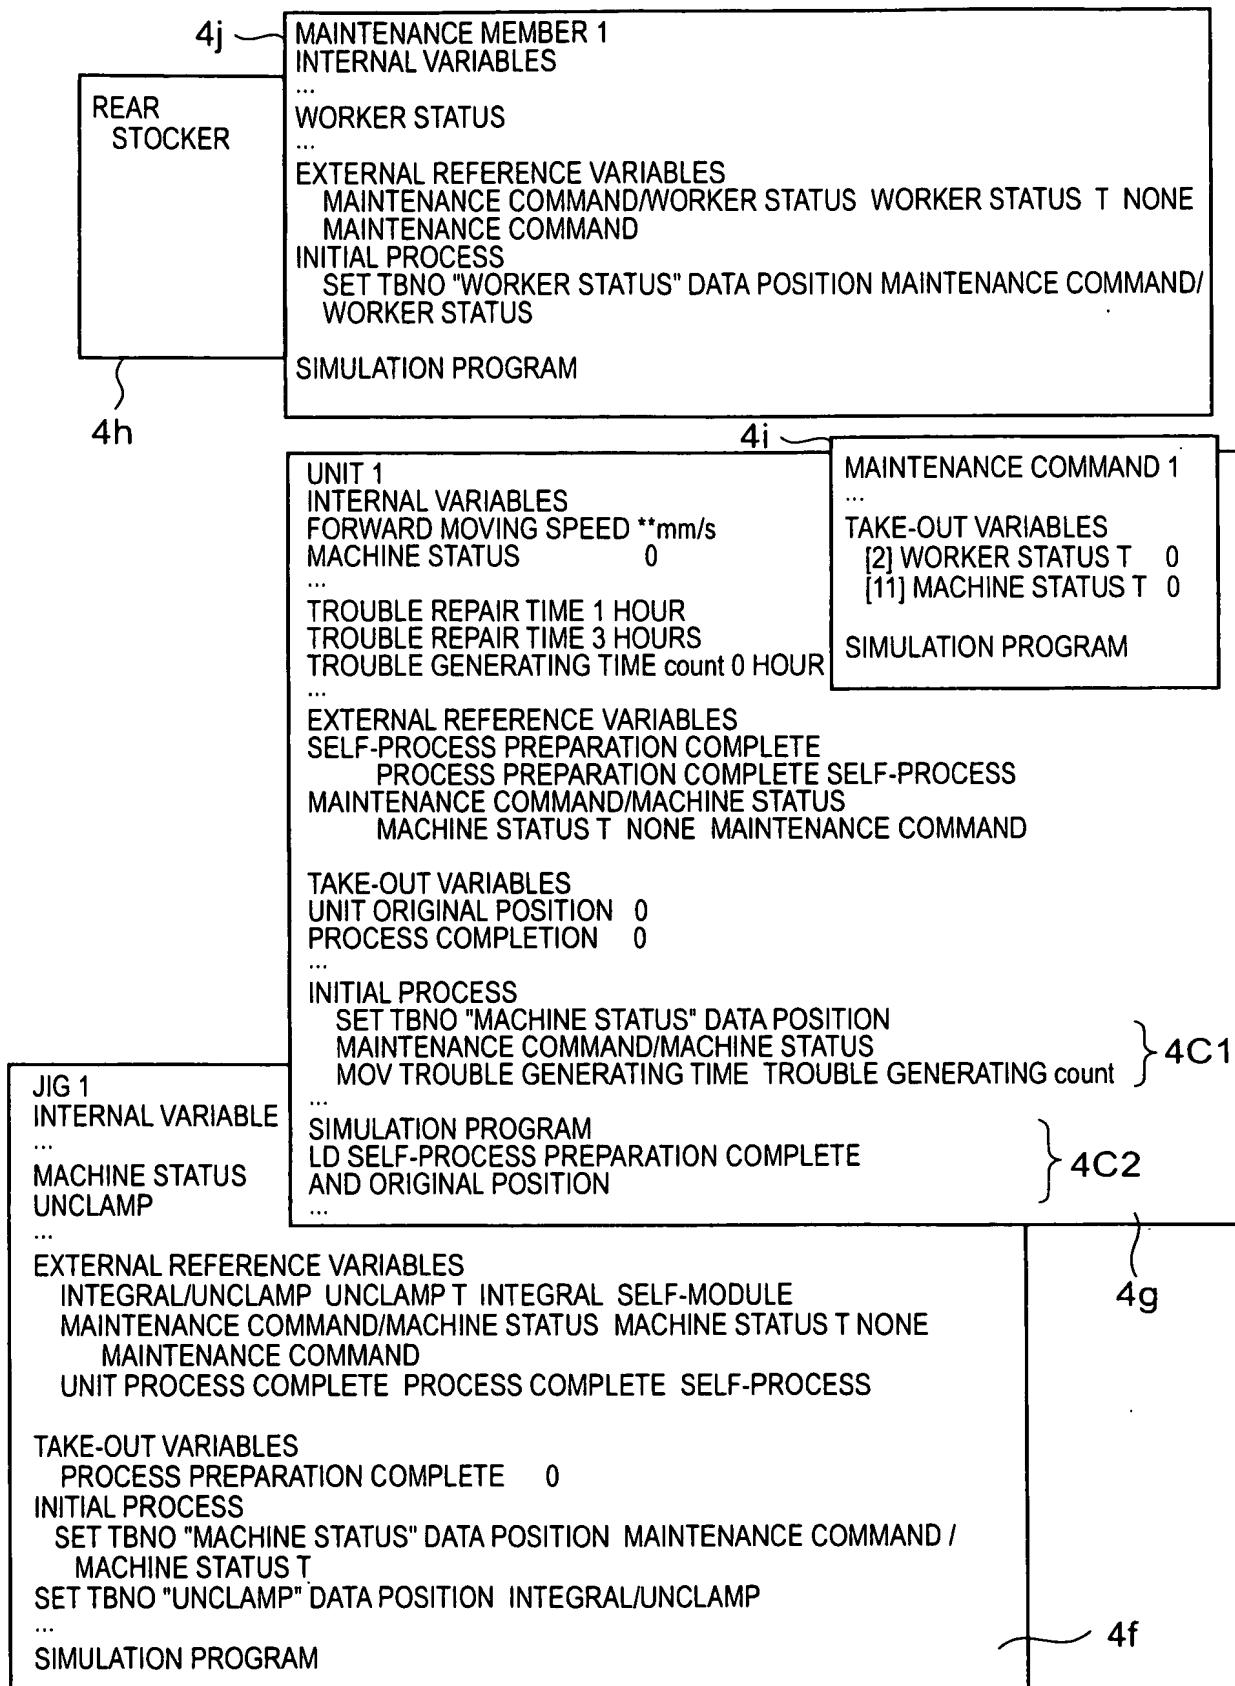 4j
MAINTENANCE MEMBER 1
INTERNAL VARIABLES
...
WORKER STATUS
...
EXTERNAL REFERENCE VARIABLES
MAINTENANCE COMMAND/WORKER STATUS WORKER STATUS T NONE
MAINTENANCE COMMAND
INITIAL PROCESS
SET TBNO "WORKER STATUS" DATA POSITION MAINTENANCE COMMAND/
WORKER STATUS
SIMULATION PROGRAM
REAR
STOCKER
4h
4i
MAINTENANCE COMMAND 1
...
TAKE-OUT VARIABLES
[2] WORKER STATUS T 0
[11] MACHINE STATUS T 0
SIMULATION PROGRAM
UNIT 1
INTERNAL VARIABLES
FORWARD MOVING SPEED **mm/s
MACHINE STATUS 0
...
TROUBLE REPAIR TIME 1 HOUR
TROUBLE REPAIR TIME 3 HOURS
TROUBLE GENERATING TIME count 0 HOUR
...
EXTERNAL REFERENCE VARIABLES
SELF-PROCESS PREPARATION COMPLETE
PROCESS PREPARATION COMPLETE SELF-PROCESS
MAINTENANCE COMMAND/MACHINE STATUS
MACHINE STATUS T NONE MAINTENANCE COMMAND
TAKE-OUT VARIABLES
UNIT ORIGINAL POSITION 0
PROCESS COMPLETION 0
...
INITIAL PROCESS
SET TBNO "MACHINE STATUS" DATA POSITION
MAINTENANCE COMMAND/MACHINE STATUS
MOV TROUBLE GENERATING TIME TROUBLE GENERATING count
4C1
...
SIMULATION PROGRAM
LD SELF-PROCESS PREPARATION COMPLETE
AND ORIGINAL POSITION
4C2
...
4g
JIG 1
INTERNAL VARIABLE
...
MACHINE STATUS
UNCLAMP
...
EXTERNAL REFERENCE VARIABLES
INTEGRAL/UNCLAMP UNCLAMP T INTEGRAL SELF-MODULE
MAINTENANCE COMMAND/MACHINE STATUS MACHINE STATUS T NONE
MAINTENANCE COMMAND
UNIT PROCESS COMPLETE PROCESS COMPLETE SELF-PROCESS
TAKE-OUT VARIABLES
PROCESS PREPARATION COMPLETE 0
INITIAL PROCESS
SET TBNO "MACHINE STATUS" DATA POSITION MAINTENANCE COMMAND /
MACHINE STATUS T
SET TBNO "UNCLAMP" DATA POSITION INTEGRAL/UNCLAMP
...
SIMULATION PROGRAM
4f